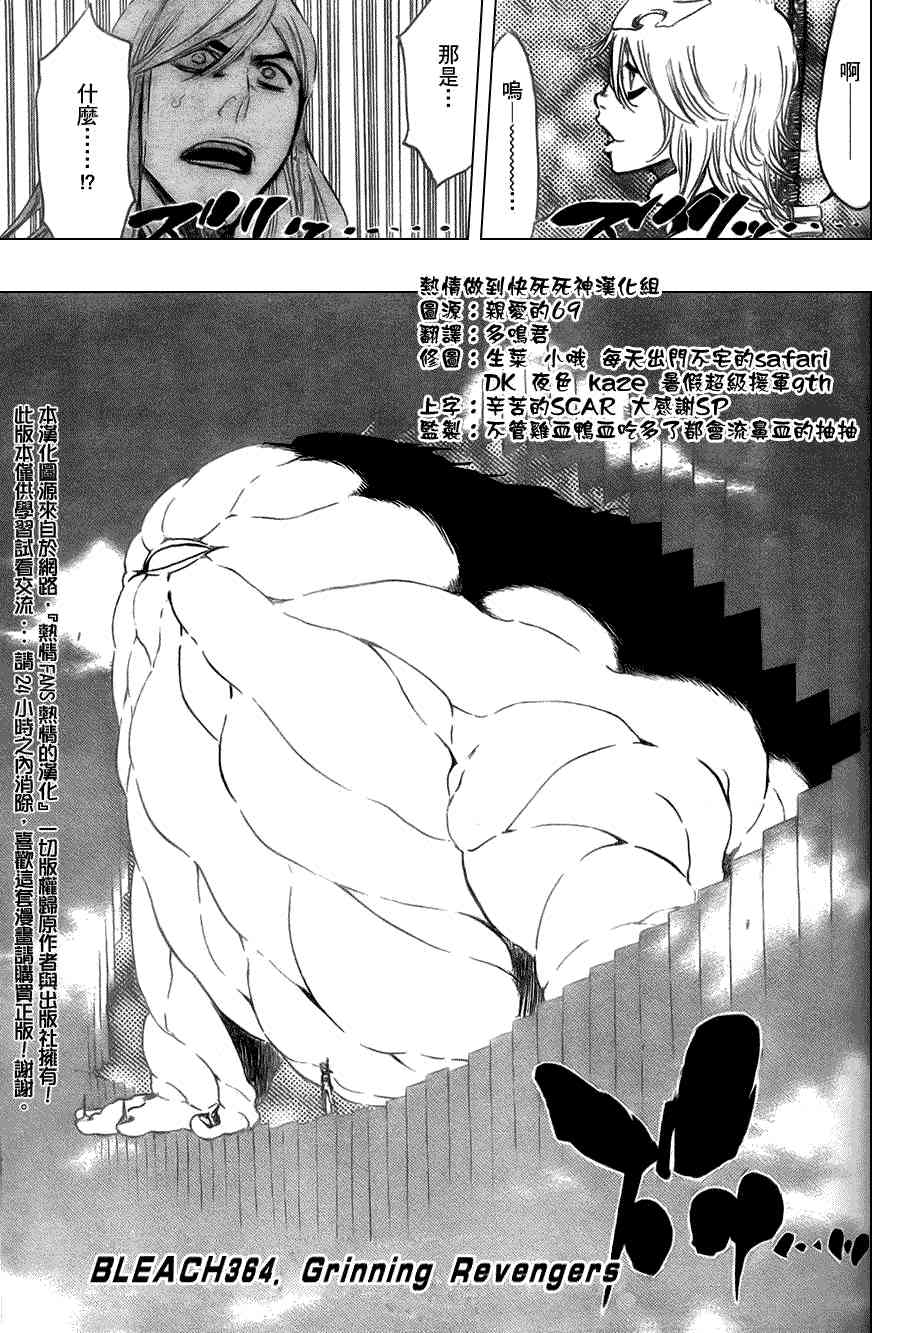 啊——
嗚——……
那是…
什麼……!?
ズズズ……
熱情做到快死死神漢化組
圖源:親愛的69
翻譯:多鳴君
修圖:生菜 小哦 每天出門不宅的safari
DK 夜色 kaze 暑假超級援軍gth
上字:辛苦的SCAR 大感謝SP
監製:不管雞血鴨血吃多了都會流鼻血的抽抽
本漢化圖源來自於網路,『熱情FANS熱情的漢化』一切版權歸原作者與出版社擁有!
此版本僅供學習試看交流…請24小時之內消除,喜歡這套漫畫請購買正版!謝謝。
BLEACH364, Grinning Revengers